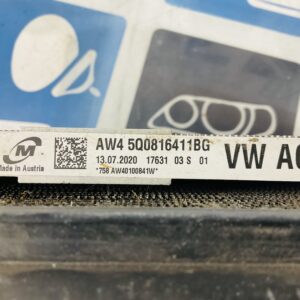 AW4 5Q0816411BG
13.07.2020 17631 03 S 01
*758 AW40100841W*
VW AG
M
Made in Austria